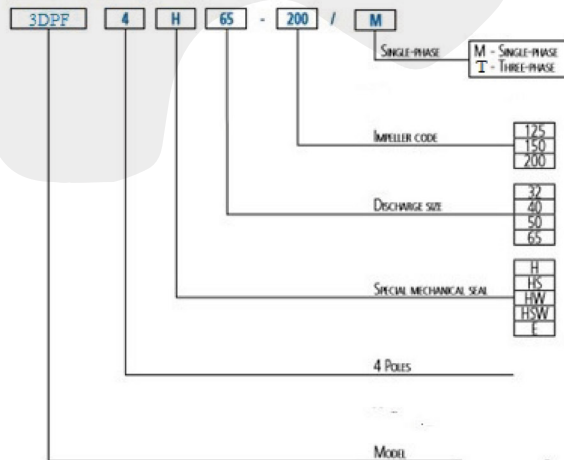 3DPF 4 H 65 - 200 / M
SINGLE-PHASE
M - SINGLE-PHASE
T - THREE-PHASE
IMPELLER CODE
125
150
200
DISCHARGE SIZE
32
40
50
65
SPECIAL MECHANICAL SEAL
H
HS
HW
HSW
E
4 POLES
MODEL